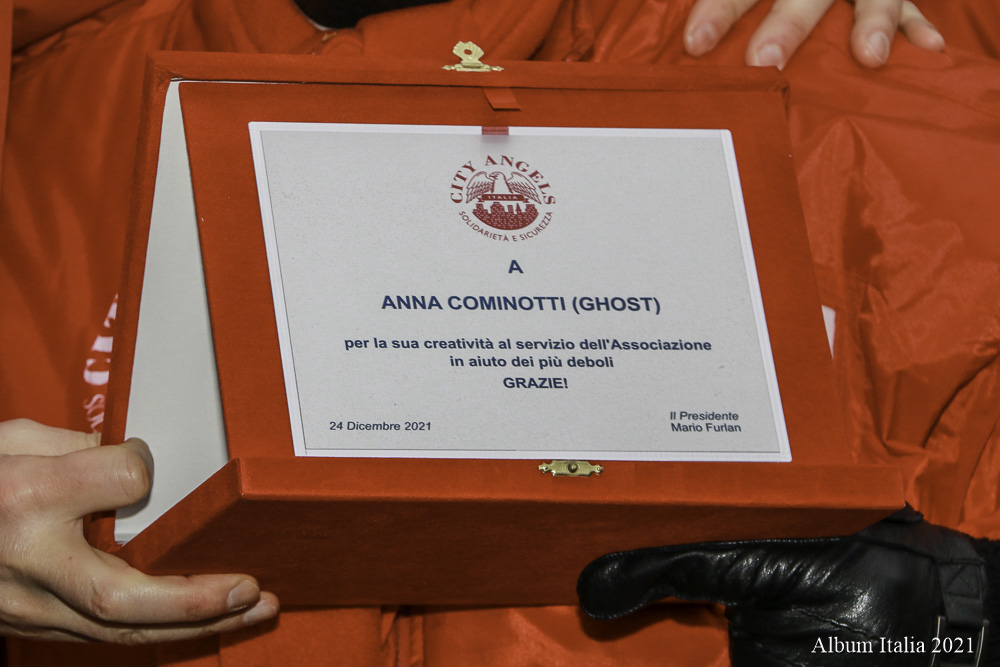 CITY ANGELS
ITALIA
SOLIDARIETÀ E SICUREZZA
A
ANNA COMINOTTI (GHOST)
per la sua creatività al servizio dell'Associazione
in aiuto dei più deboli
GRAZIE!
24 Dicembre 2021
Il Presidente
Mario Furlan
Album Italia 2021